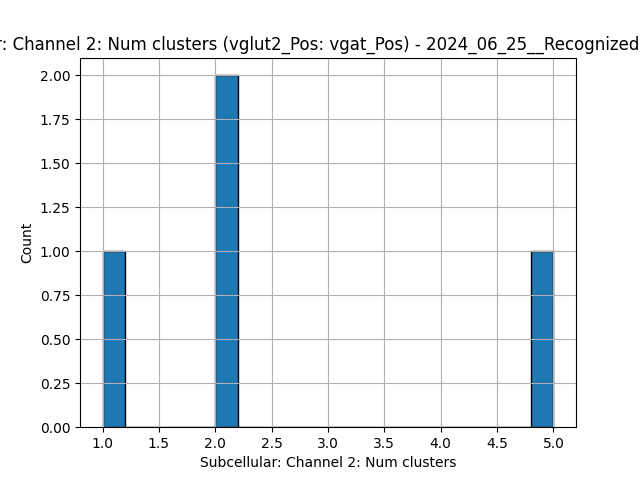 : Channel 2: Num clusters (vglut2_Pos: vgat_Pos) - 2024_06_25__Recognized
2.00
1.75
1.50
1.25
1.00
0.75
0.50
0.25
0.00
Count
1.0 1.5 2.0 2.5 3.0 3.5 4.0 4.5 5.0
Subcellular: Channel 2: Num clusters